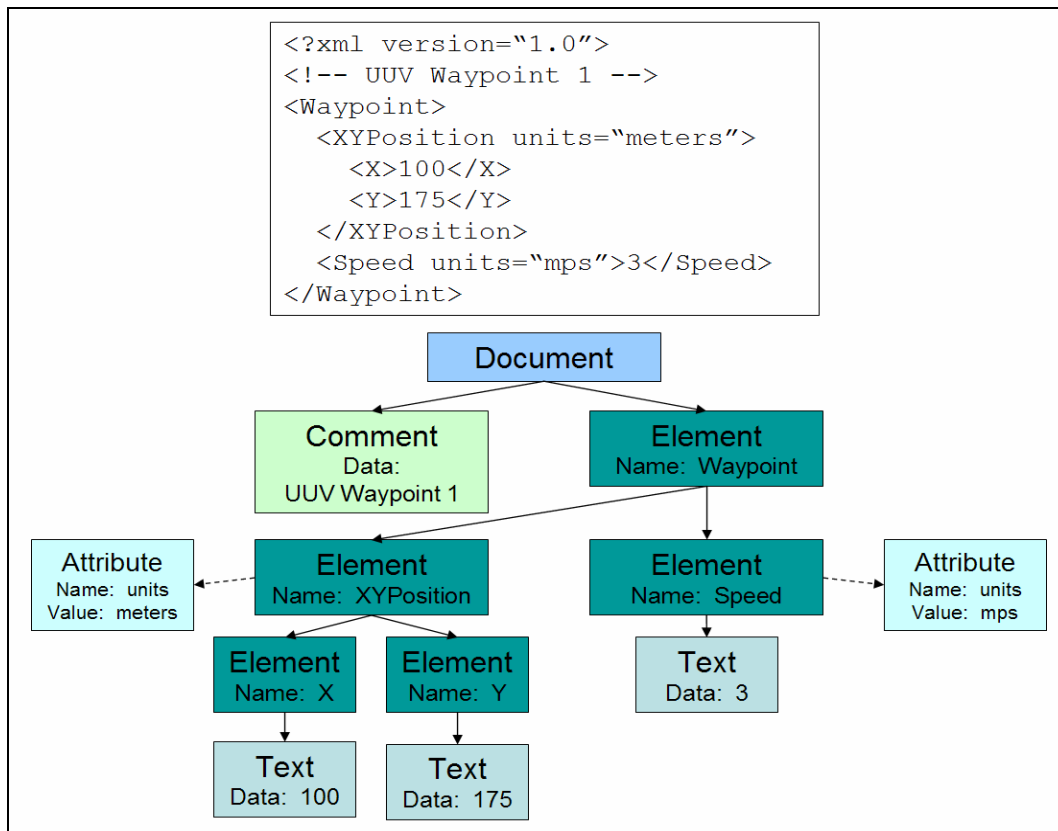 <?xml version=“1.0”>
<!-- UUV Waypoint 1 -->
<Waypoint>
  <XYPosition units=“meters”>
    <X>100</X>
    <Y>175</Y>
  </XYPosition>
  <Speed units=“mps”>3</Speed>
</Waypoint>
Document
Comment
Data:
UUV Waypoint 1
Element
Name: Waypoint
Attribute
Name: units
Value: meters
Element
Name: XYPosition
Element
Name: Speed
Attribute
Name: units
Value: mps
Element
Name: X
Element
Name: Y
Text
Data: 3
Text
Data: 100
Text
Data: 175